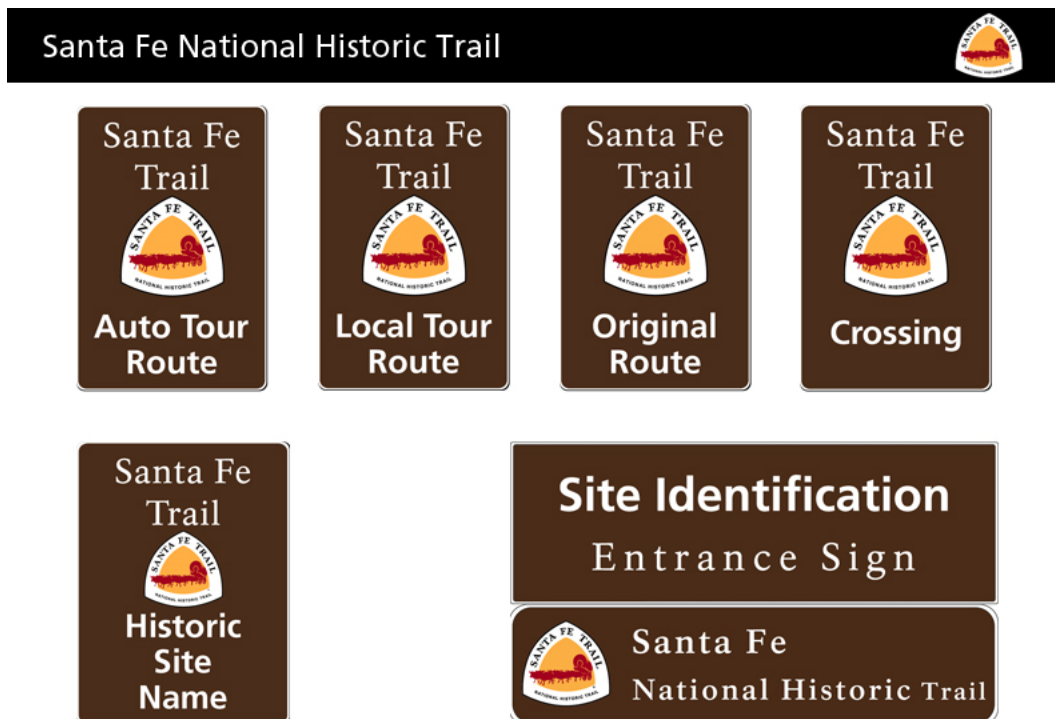 Santa Fe National Historic Trail
SANTA FE TRAIL
NATIONAL HISTORIC TRAIL
Santa Fe
Trail
SANTA FE TRAIL
NATIONAL HISTORIC TRAIL
Auto Tour
Route
Santa Fe
Trail
SANTA FE TRAIL
NATIONAL HISTORIC TRAIL
Local Tour
Route
Santa Fe
Trail
SANTA FE TRAIL
NATIONAL HISTORIC TRAIL
Original
Route
Santa Fe
Trail
SANTA FE TRAIL
NATIONAL HISTORIC TRAIL
Crossing
Santa Fe
Trail
SANTA FE TRAIL
NATIONAL HISTORIC TRAIL
Historic
Site
Name
Site Identification
Entrance Sign
SANTA FE TRAIL
NATIONAL HISTORIC TRAIL
Santa Fe
National Historic Trail